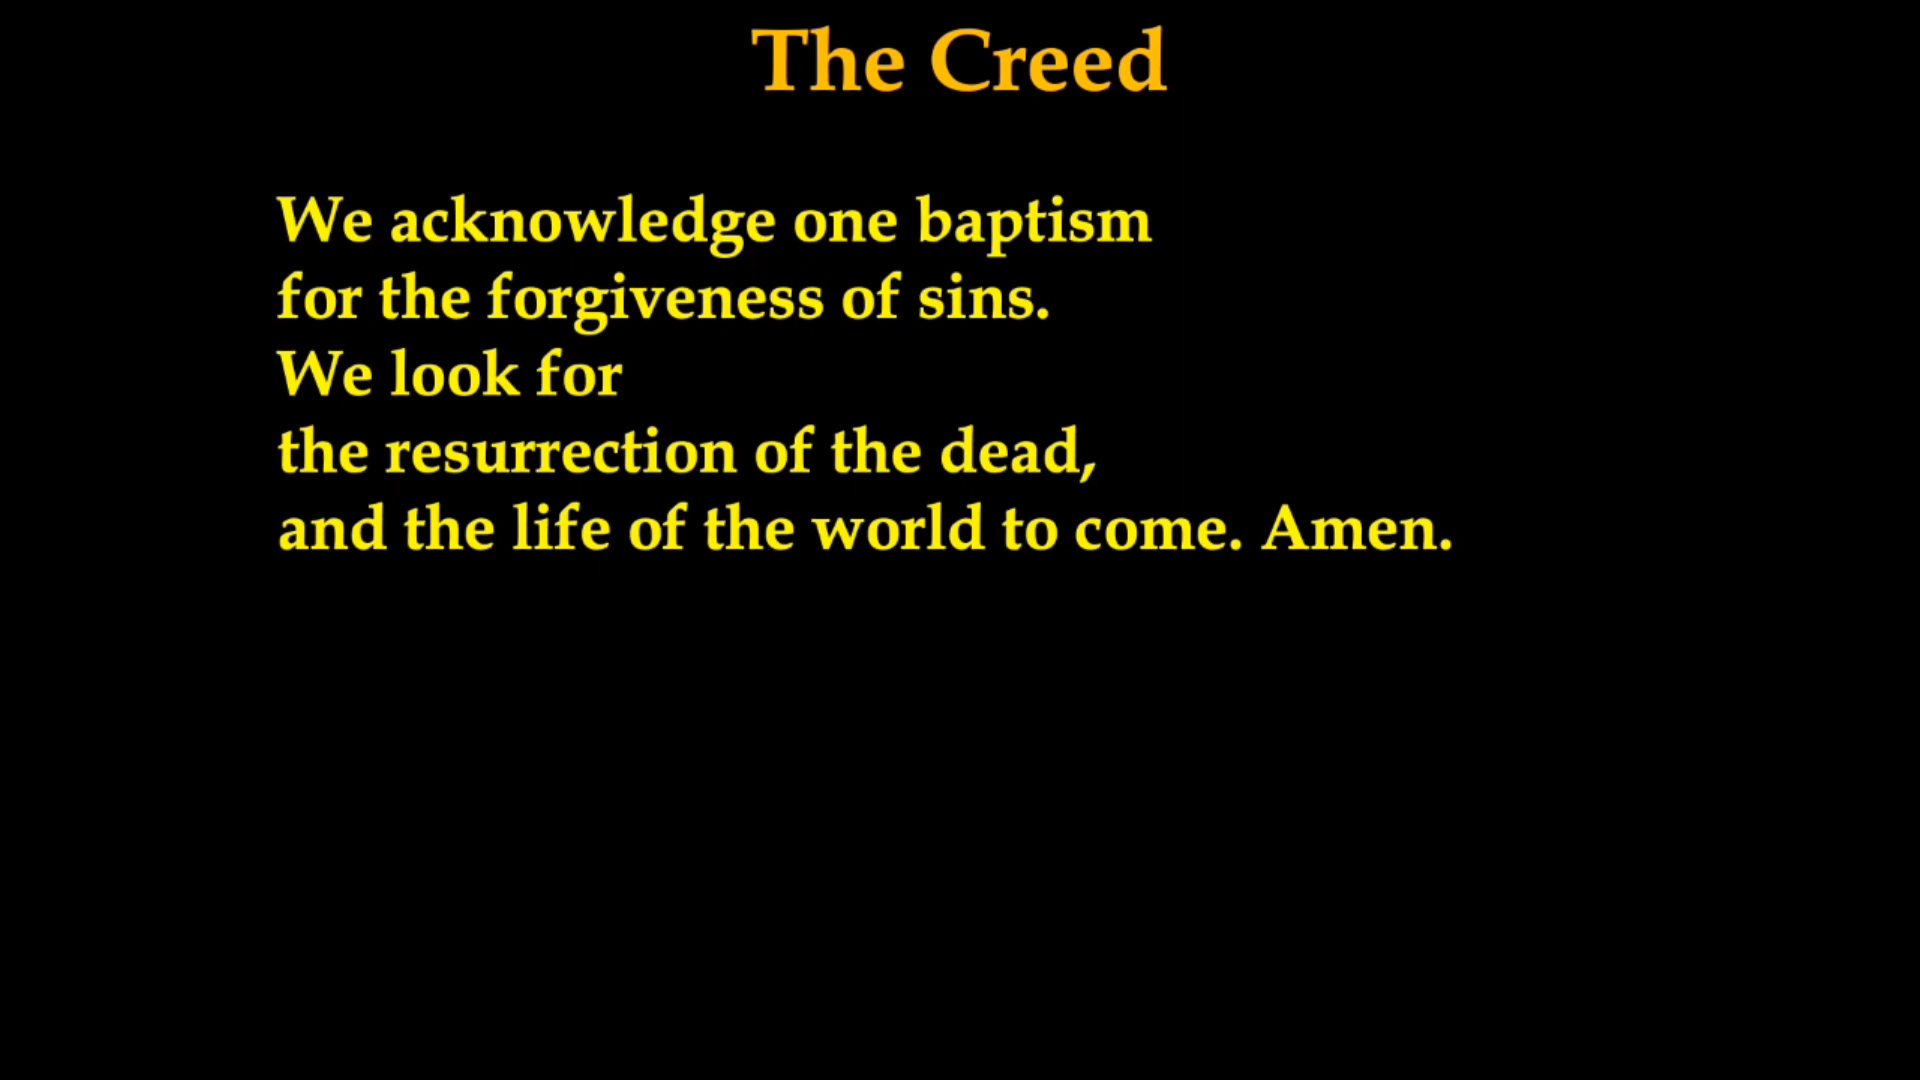 The Creed
We acknowledge one baptism
for the forgiveness of sins.
We look for
the resurrection of the dead,
and the life of the world to come. Amen.